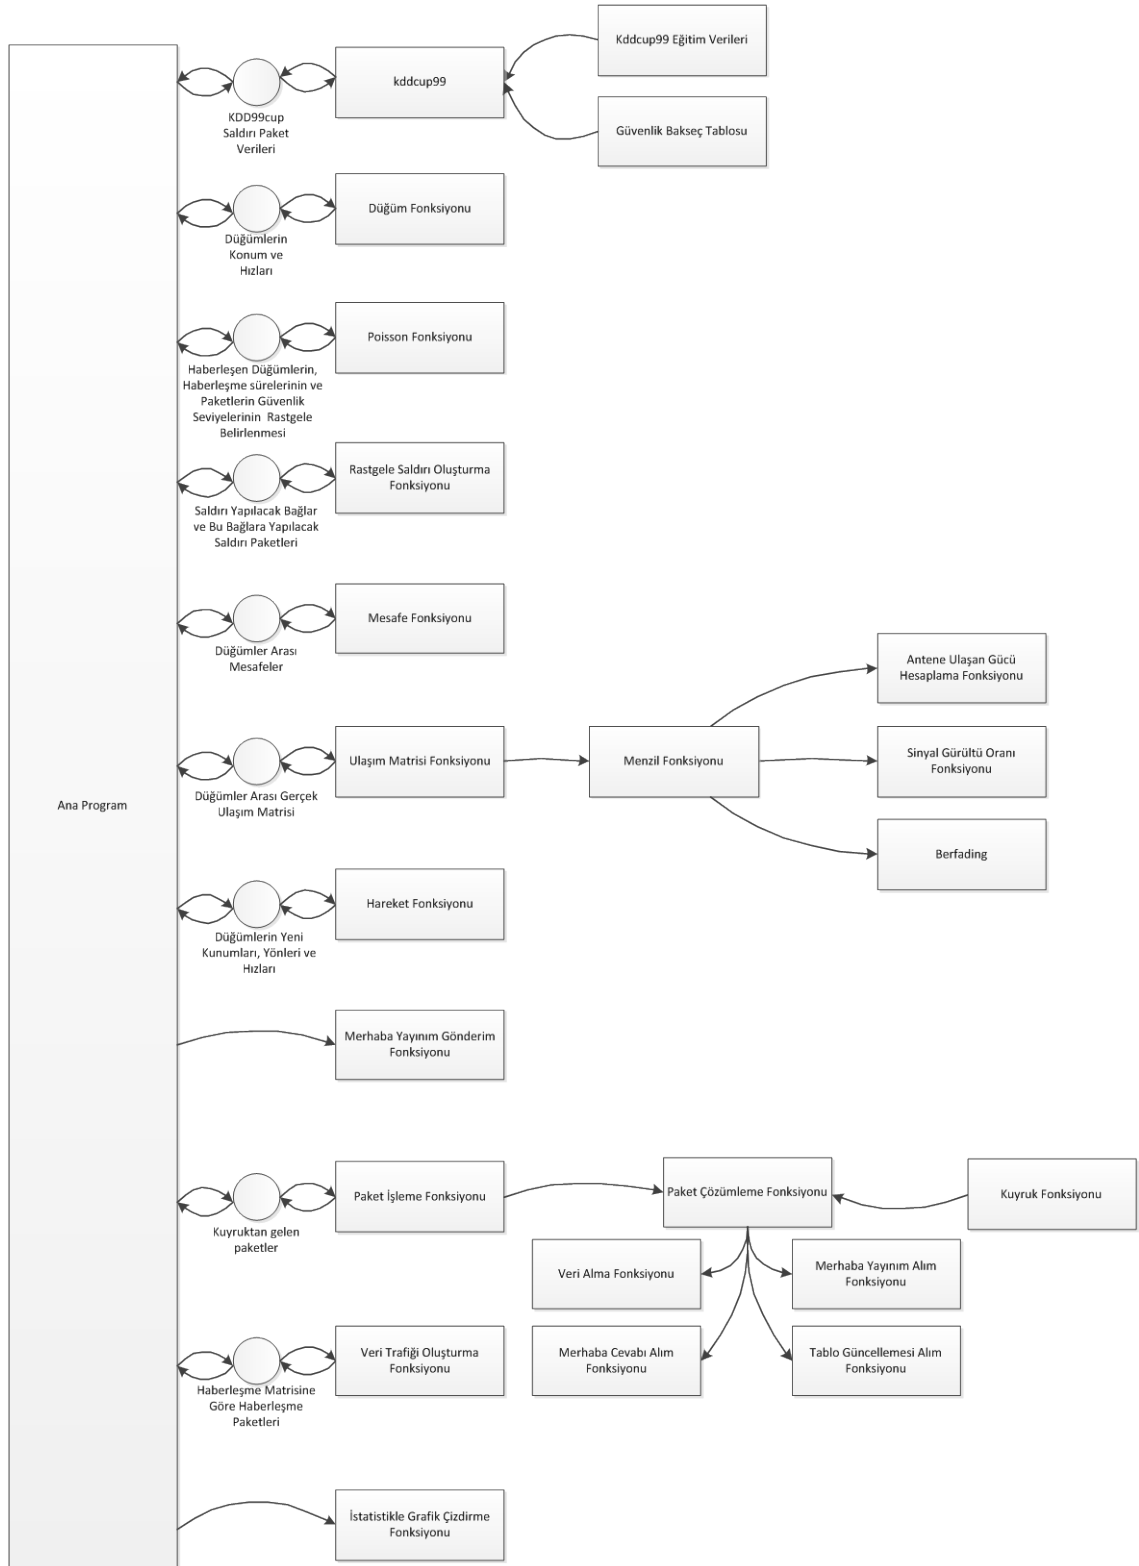 Kddcup99 Eğitim Verileri
kddcup99
KDD99cup
Saldırı Paket
Verileri
Güvenlik Bakseç Tablosu
Düğüm Fonksiyonu
Düğümlerin
Konum ve
Hızları
Poisson Fonksiyonu
Haberleşen Düğümlerin,
Haberleşme sürelerinin ve
Paketlerin Güvenlik
Seviyelerinin Rastgele
Belirlenmesi
Rastgele Saldırı Oluşturma
Fonksiyonu
Saldırı Yapılacak Bağlar
ve Bu Bağlara Yapılacak
Saldırı Paketleri
Mesafe Fonksiyonu
Düğümler Arası
Mesafeler
Antene Ulaşan Gücü
Hesaplama Fonksiyonu
Ulaşım Matrisi Fonksiyonu
Menzil Fonksiyonu
Sinyal Gürültü Oranı
Fonksiyonu
Düğümler Arası Gerçek
Ulaşım Matrisi
Ana Program
Berfading
Hareket Fonksiyonu
Düğümlerin Yeni
Kunumları, Yönleri ve
Hızları
Merhaba Yayınım Gönderim
Fonksiyonu
Paket İşleme Fonksiyonu
Paket Çözümleme Fonksiyonu
Kuyruk Fonksiyonu
Kuyruktan gelen
paketler
Veri Alma Fonksiyonu
Merhaba Yayınım Alım
Fonksiyonu
Veri Trafiği Oluşturma
Fonksiyonu
Merhaba Cevabı Alım
Fonksiyonu
Tablo Güncellemesi Alım
Fonksiyonu
Haberleşme Matrisine
Göre Haberleşme
Paketleri
İstatistikle Grafik Çizdirme
Fonksiyonu